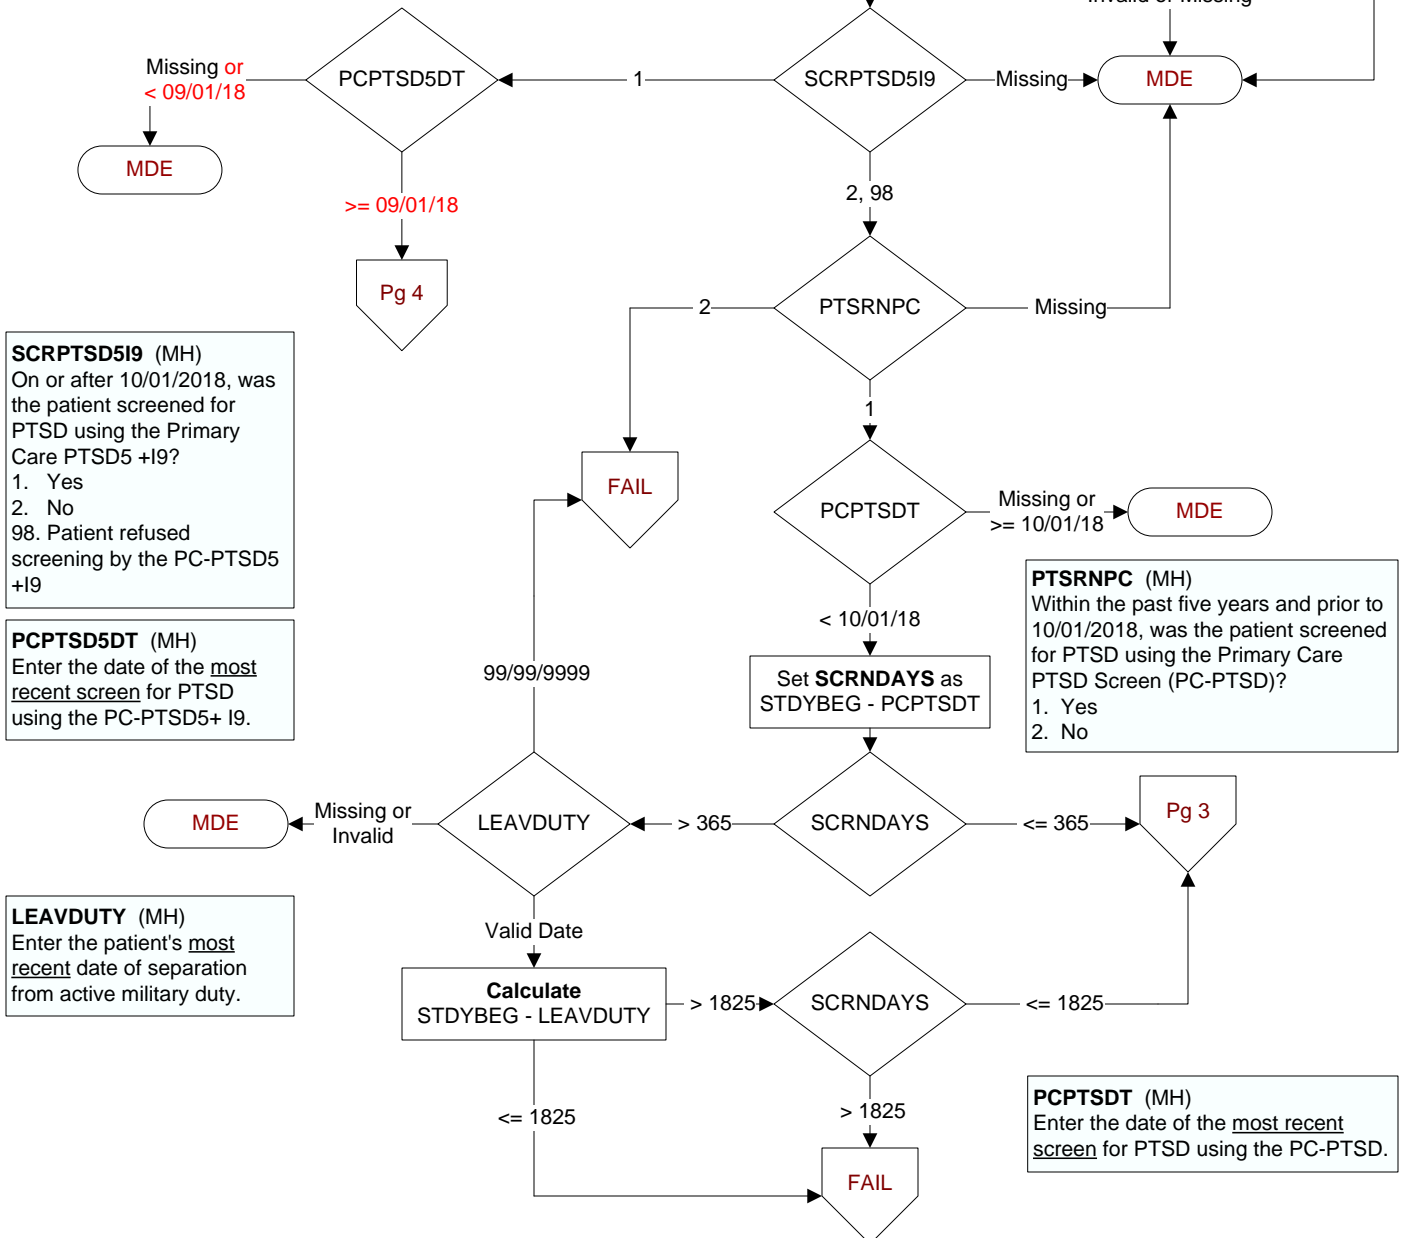 Invalid or Missing
Missing or
< 09/01/18
PCPTSD5DT
1
SCRPTSD5I9
Missing
MDE
MDE
>= 09/01/18
2, 98
Pg 4
2
PTSRNPC
Missing
SCRPTSD5I9 (MH)
On or after 10/01/2018, was
the patient screened for
PTSD using the Primary
Care PTSD5 +I9?
1. Yes
2. No
98. Patient refused
screening by the PC-PTSD5
+I9
1
FAIL
PCPTSDT
Missing or
>= 10/01/18
MDE
PTSRNPC (MH)
Within the past five years and prior to
10/01/2018, was the patient screened
for PTSD using the Primary Care
PTSD Screen (PC-PTSD)?
1. Yes
2. No
PCPTSD5DT (MH)
Enter the date of the most
recent screen for PTSD
using the PC-PTSD5+ I9.
< 10/01/18
99/99/9999
Set SCRNDAYS as
STDYBEG - PCPTSDT
MDE
Missing or
Invalid
LEAVDUTY
> 365
SCRNDAYS
<= 365
Pg 3
LEAVDUTY (MH)
Enter the patient's most
recent date of separation
from active military duty.
Valid Date
Calculate
STDYBEG - LEAVDUTY
> 1825
SCRNDAYS
<= 1825
<= 1825
> 1825
PCPTSDT (MH)
Enter the date of the most recent
screen for PTSD using the PC-PTSD.
FAIL